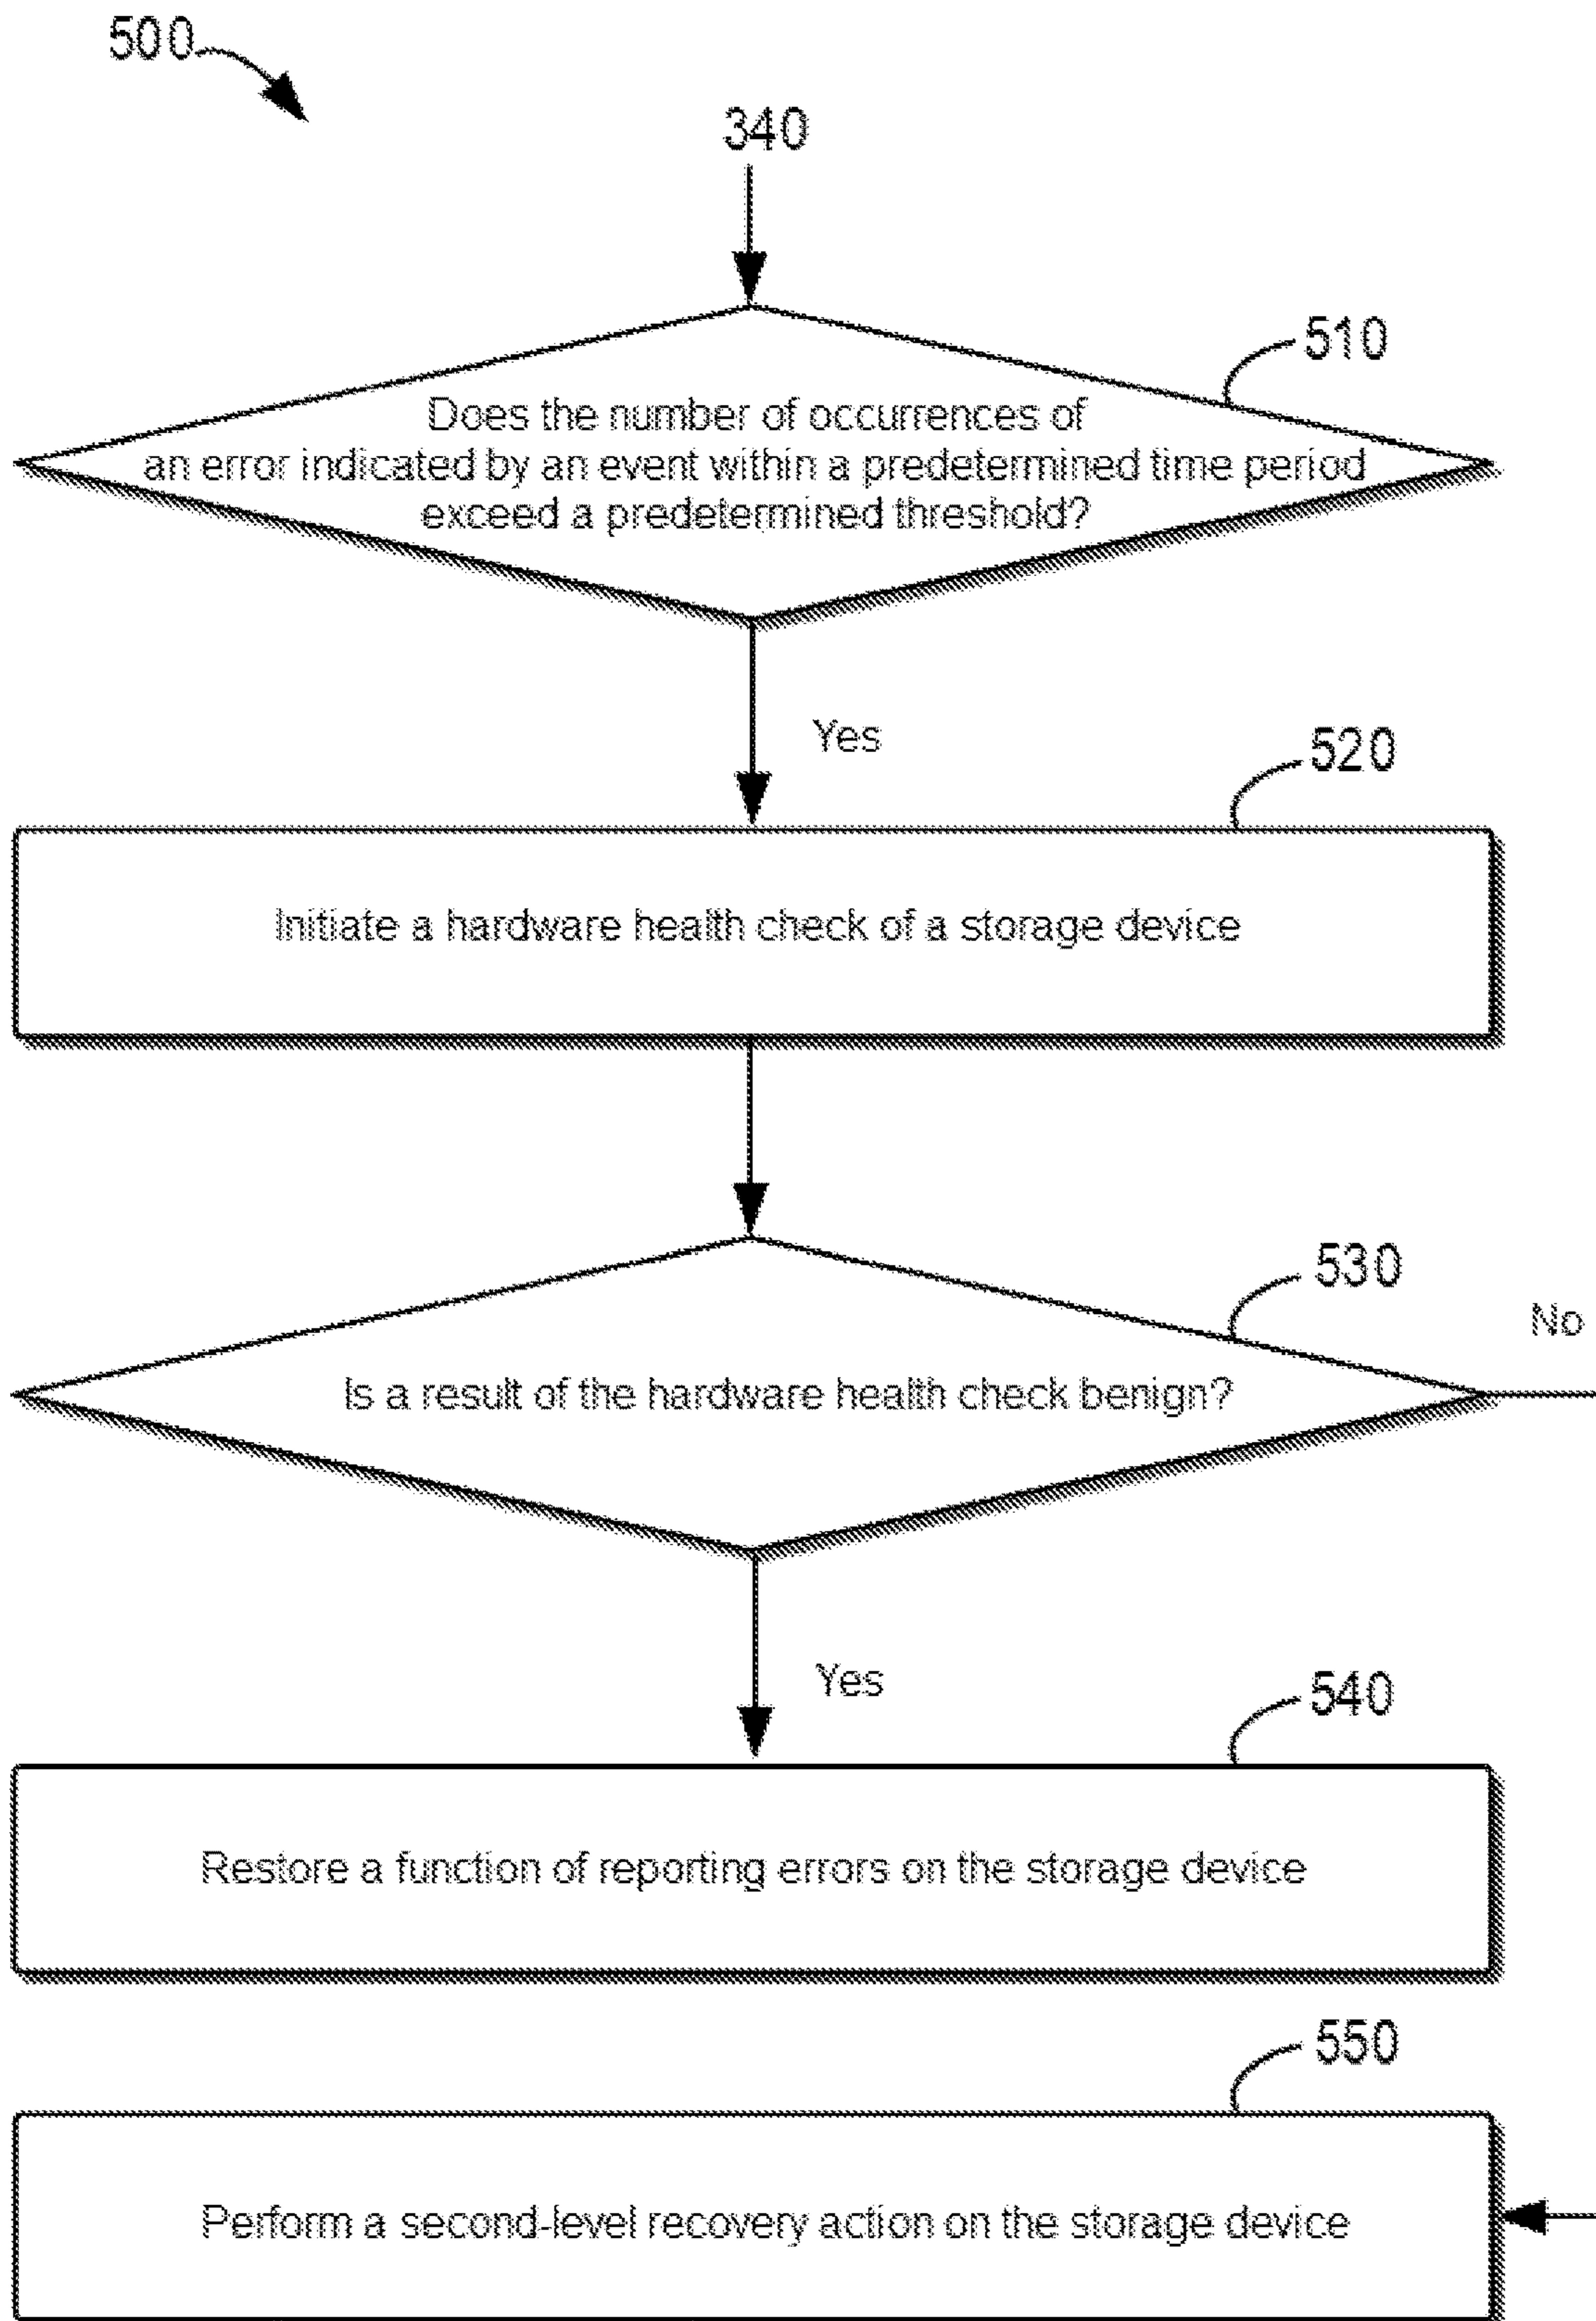 500
340
510
Does the number of occurrences of
an error indicated by an event within a predetermined time period
exceed a predetermined threshold?
Yes
520
Initiate a hardware health check of a storage device
530
No
Is a result of the hardware health check benign?
Yes
540
Restore a function of reporting errors on the storage device
550
Perform a second-level recovery action on the storage device